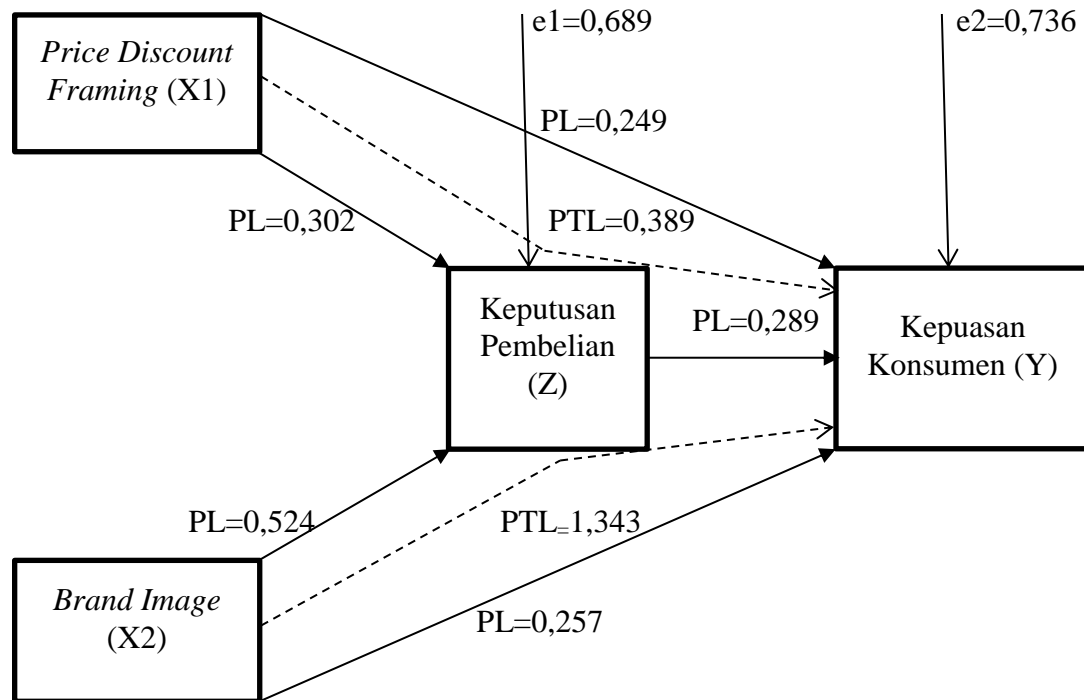 e1=0,689
e2=0,736
Price Discount
Framing (X1)
PL=0,249
PL=0,302
PTL=0,389
Keputusan
Pembelian
(Z)
PL=0,289
Kepuasan
Konsumen (Y)
PL=0,524
PTL=1,343
Brand Image
(X2)
PL=0,257